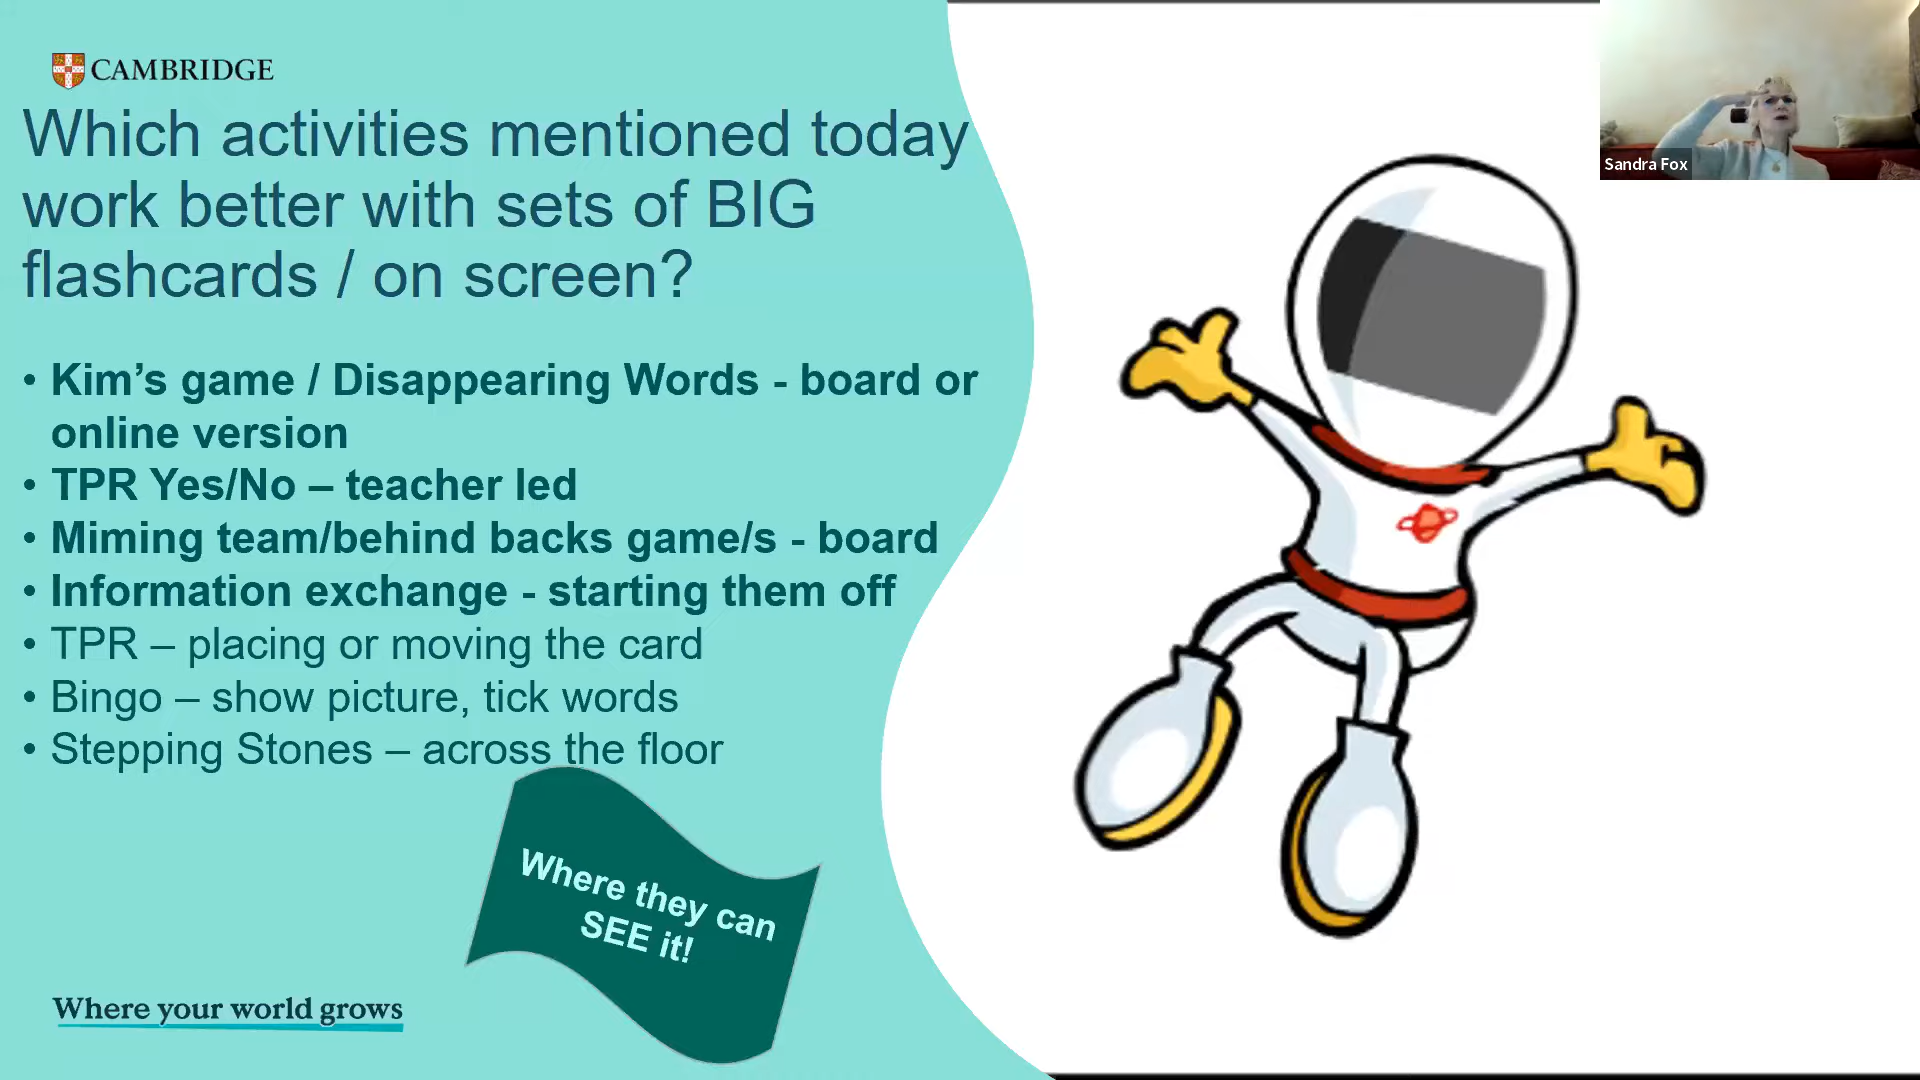 CAMBRIDGE
Which activities mentioned today
work better with sets of BIG
flashcards / on screen?
• Kim’s game / Disappearing Words - board or
online version
• TPR Yes/No – teacher led
• Miming team/behind backs game/s - board
• Information exchange - starting them off
• TPR – placing or moving the card
• Bingo – show picture, tick words
• Stepping Stones – across the floor
Where they can
SEE it!
Where your world grows
Sandra Fox